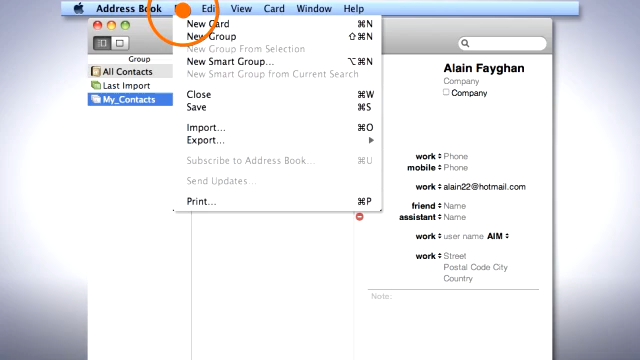 Address Book Edit View Card Window Help
New Card ⌘N
New Group ⇧⌘N
New Group From Selection
New Smart Group... ⌥⌘N
New Smart Group from Current Search
Close ⌘W
Save ⌘S
Import... ⌘O
Export...
Subscribe to Address Book... ⌘U
Send Updates...
Print... ⌘P
Group
All Contacts
Last Import
My_Contacts
Alain Fayghan
Company
Company
work Phone
mobile Phone
work alain22@hotmail.com
friend Name
assistant Name
work user name AIM
work Street
Postal Code City
Country
Note: